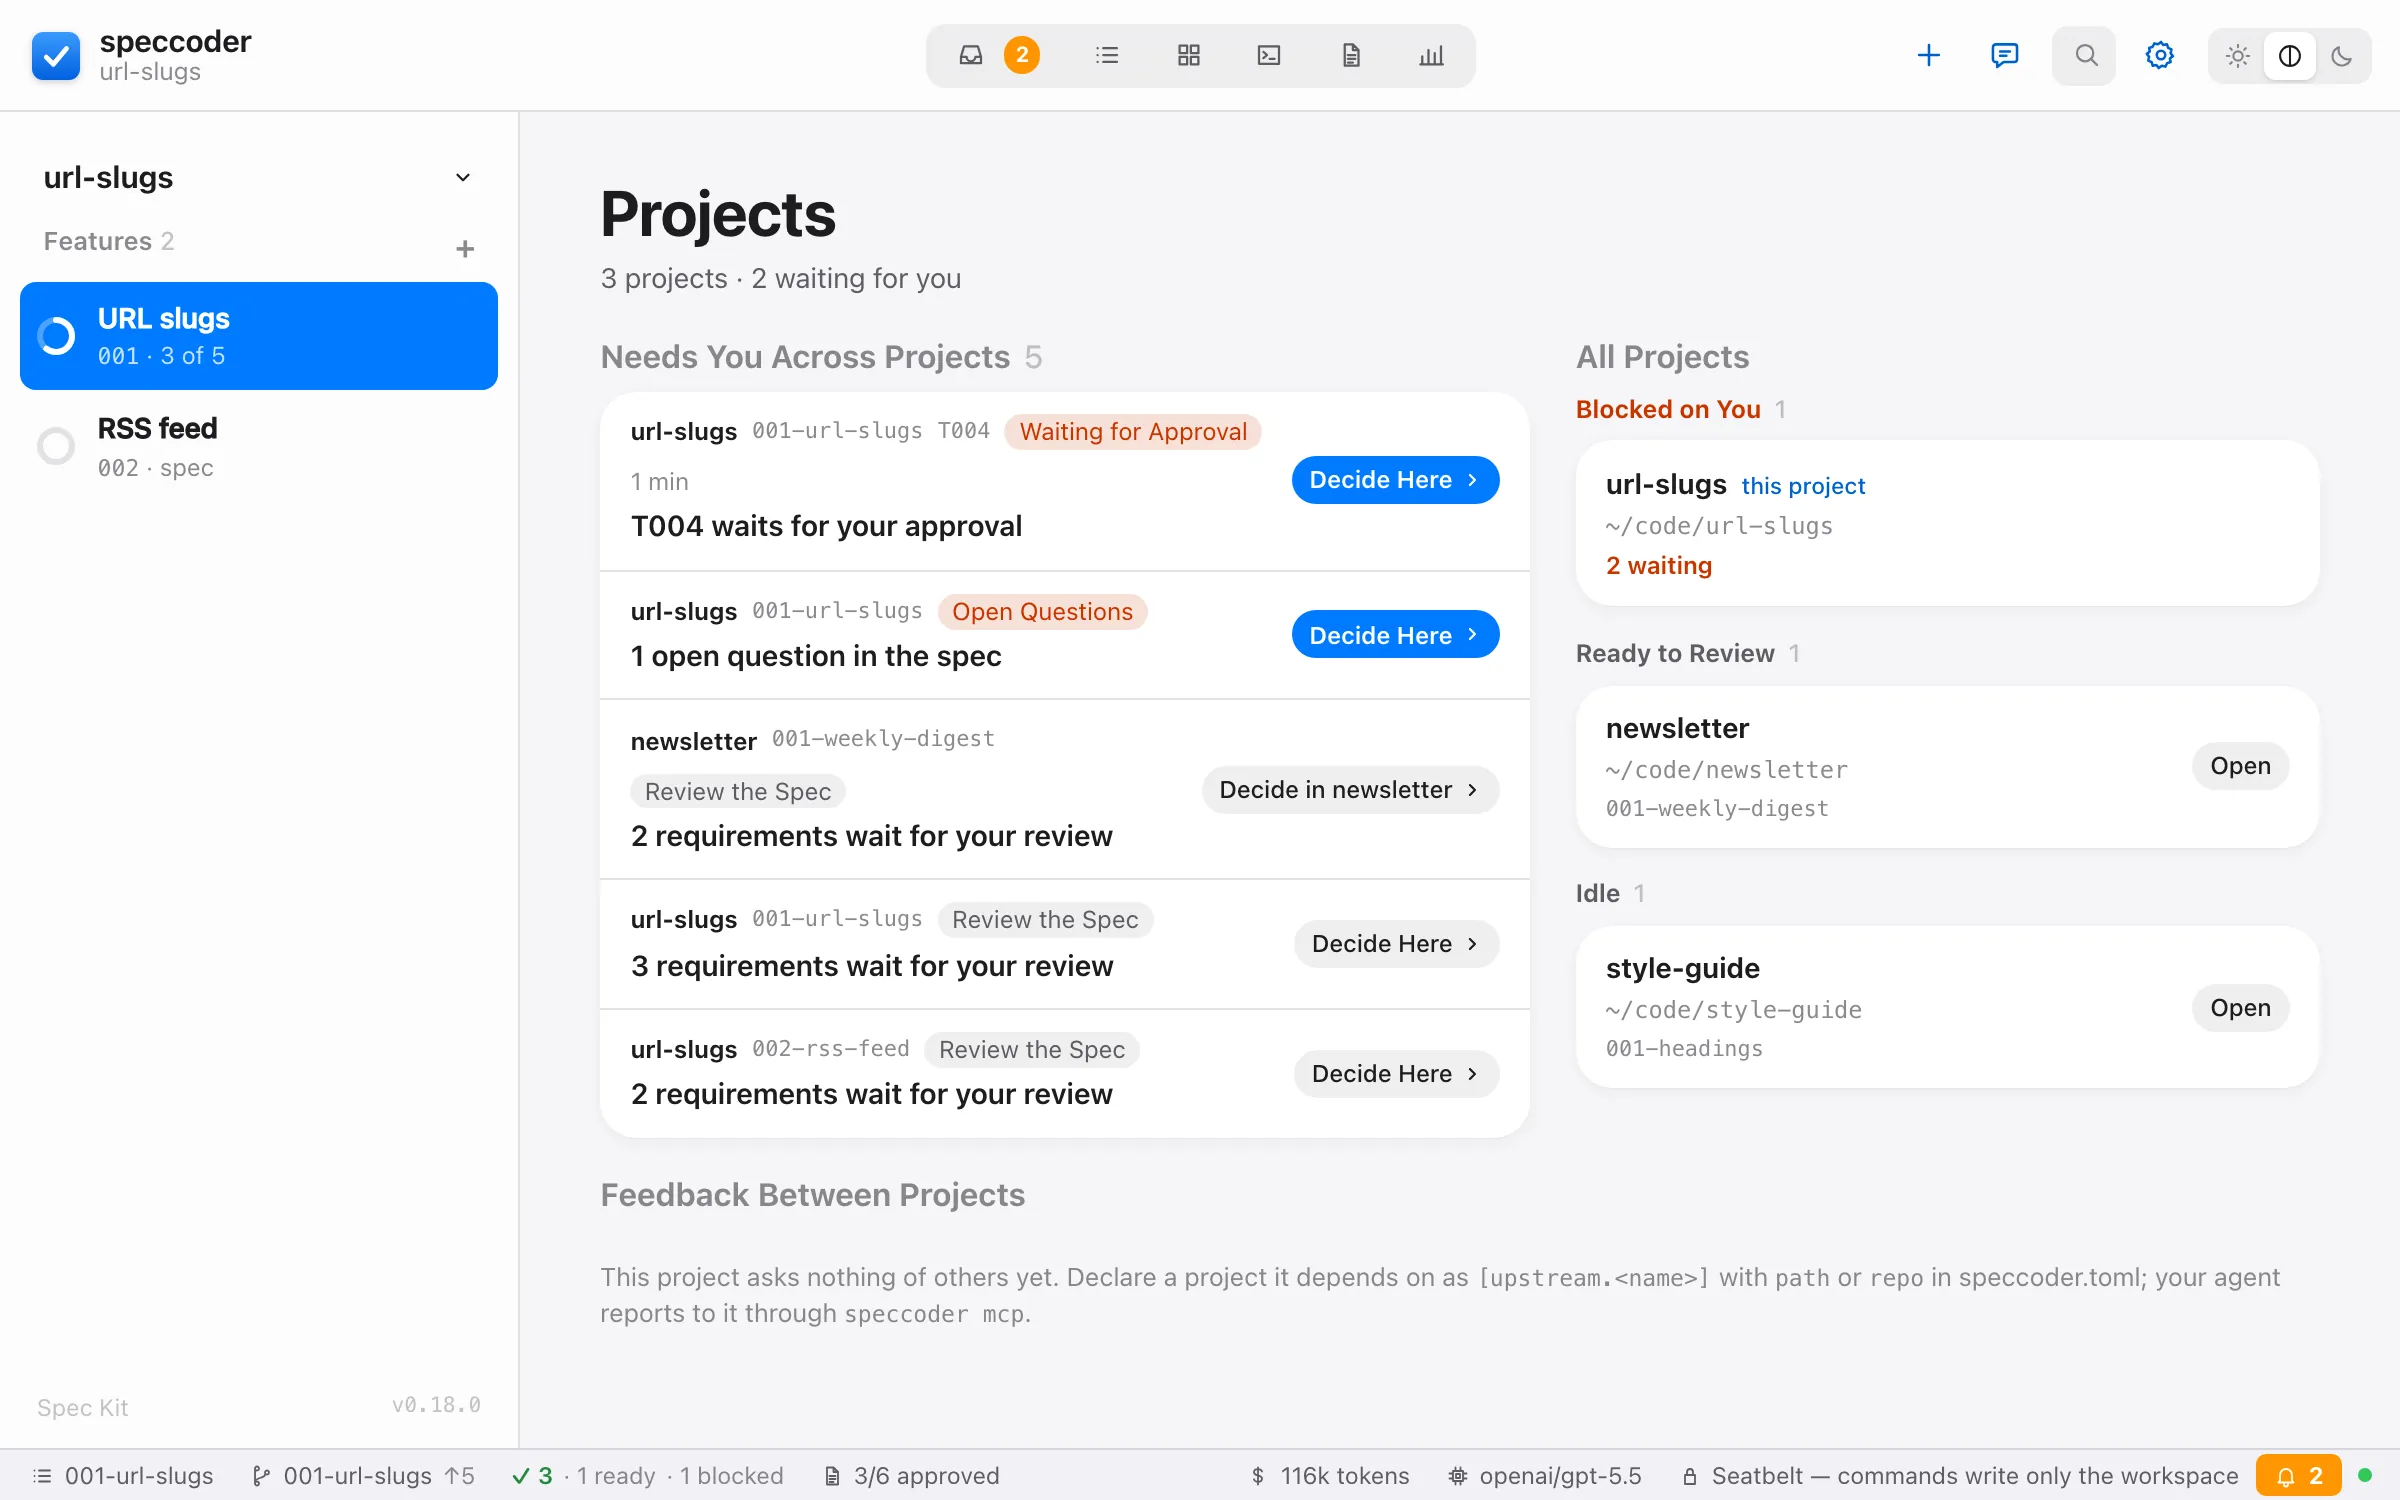 speccoder
url-slugs
2
url-slugs
Features 2
URL slugs
001 · 3 of 5
RSS feed
002 · spec
Spec Kit
v0.18.0
Projects
3 projects · 2 waiting for you
Needs You Across Projects 5
url-slugs 001-url-slugs T004 Waiting for Approval
1 min
T004 waits for your approval
Decide Here
url-slugs 001-url-slugs Open Questions
1 open question in the spec
Decide Here
newsletter 001-weekly-digest
Review the Spec
2 requirements wait for your review
Decide in newsletter
url-slugs 001-url-slugs Review the Spec
3 requirements wait for your review
Decide Here
url-slugs 002-rss-feed Review the Spec
2 requirements wait for your review
Decide Here
All Projects
Blocked on You 1
url-slugs this project
~/code/url-slugs
2 waiting
Ready to Review 1
newsletter
~/code/newsletter
001-weekly-digest
Open
Idle 1
style-guide
~/code/style-guide
001-headings
Open
Feedback Between Projects
This project asks nothing of others yet. Declare a project it depends on as [upstream.<name>] with path or repo in speccoder.toml; your agent
reports to it through speccoder mcp.
001-url-slugs 001-url-slugs ↑5 ✓ 3 · 1 ready · 1 blocked 3/6 approved $ 116k tokens openai/gpt-5.5 Seatbelt — commands write only the workspace 2